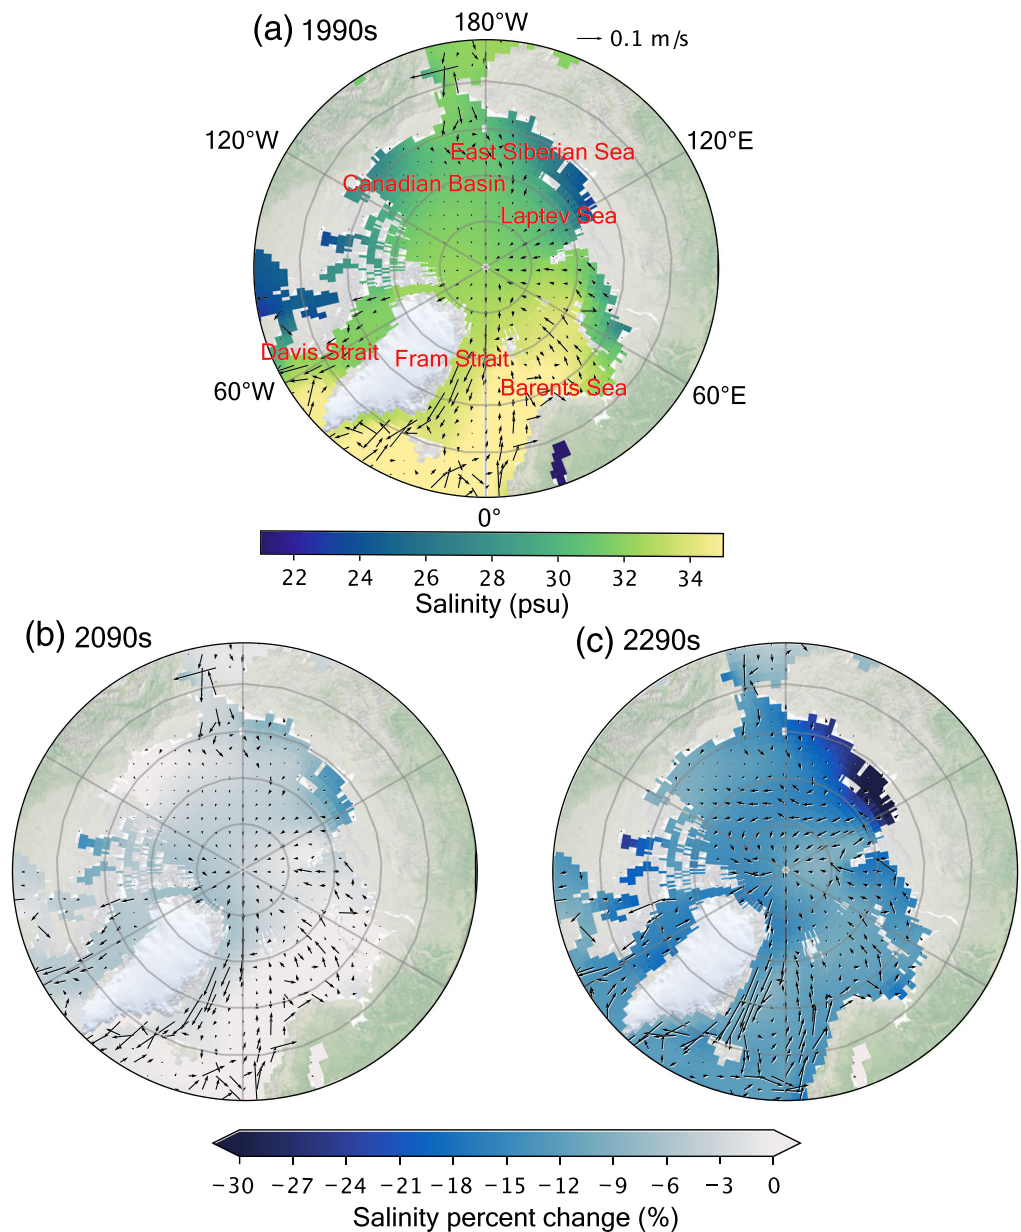 (a) 1990s
180°W
0.1 m/s
120°W
120°E
East Siberian Sea
Canadian Basin
Laptev Sea
Davis Strait
Fram Strait
Barents Sea
60°W
60°E
0°
22 24 26 28 30 32 34
Salinity (psu)
(b) 2090s
(c) 2290s
−30 −27 −24 −21 −18 −15 −12 −9 −6 −3 0
Salinity percent change (%)